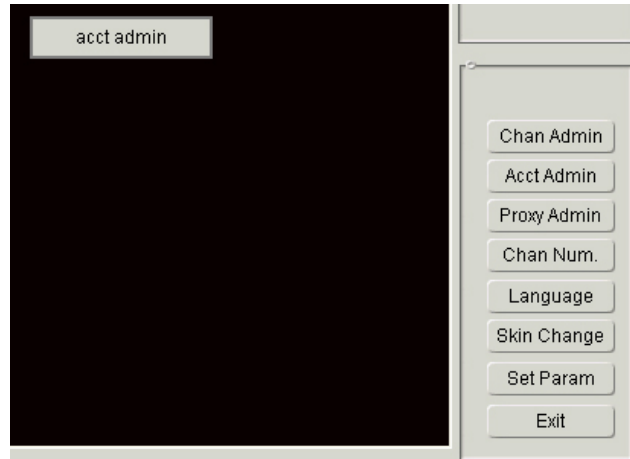 acct admin
Chan Admin
Acct Admin
Proxy Admin
Chan Num.
Language
Skin Change
Set Param
Exit